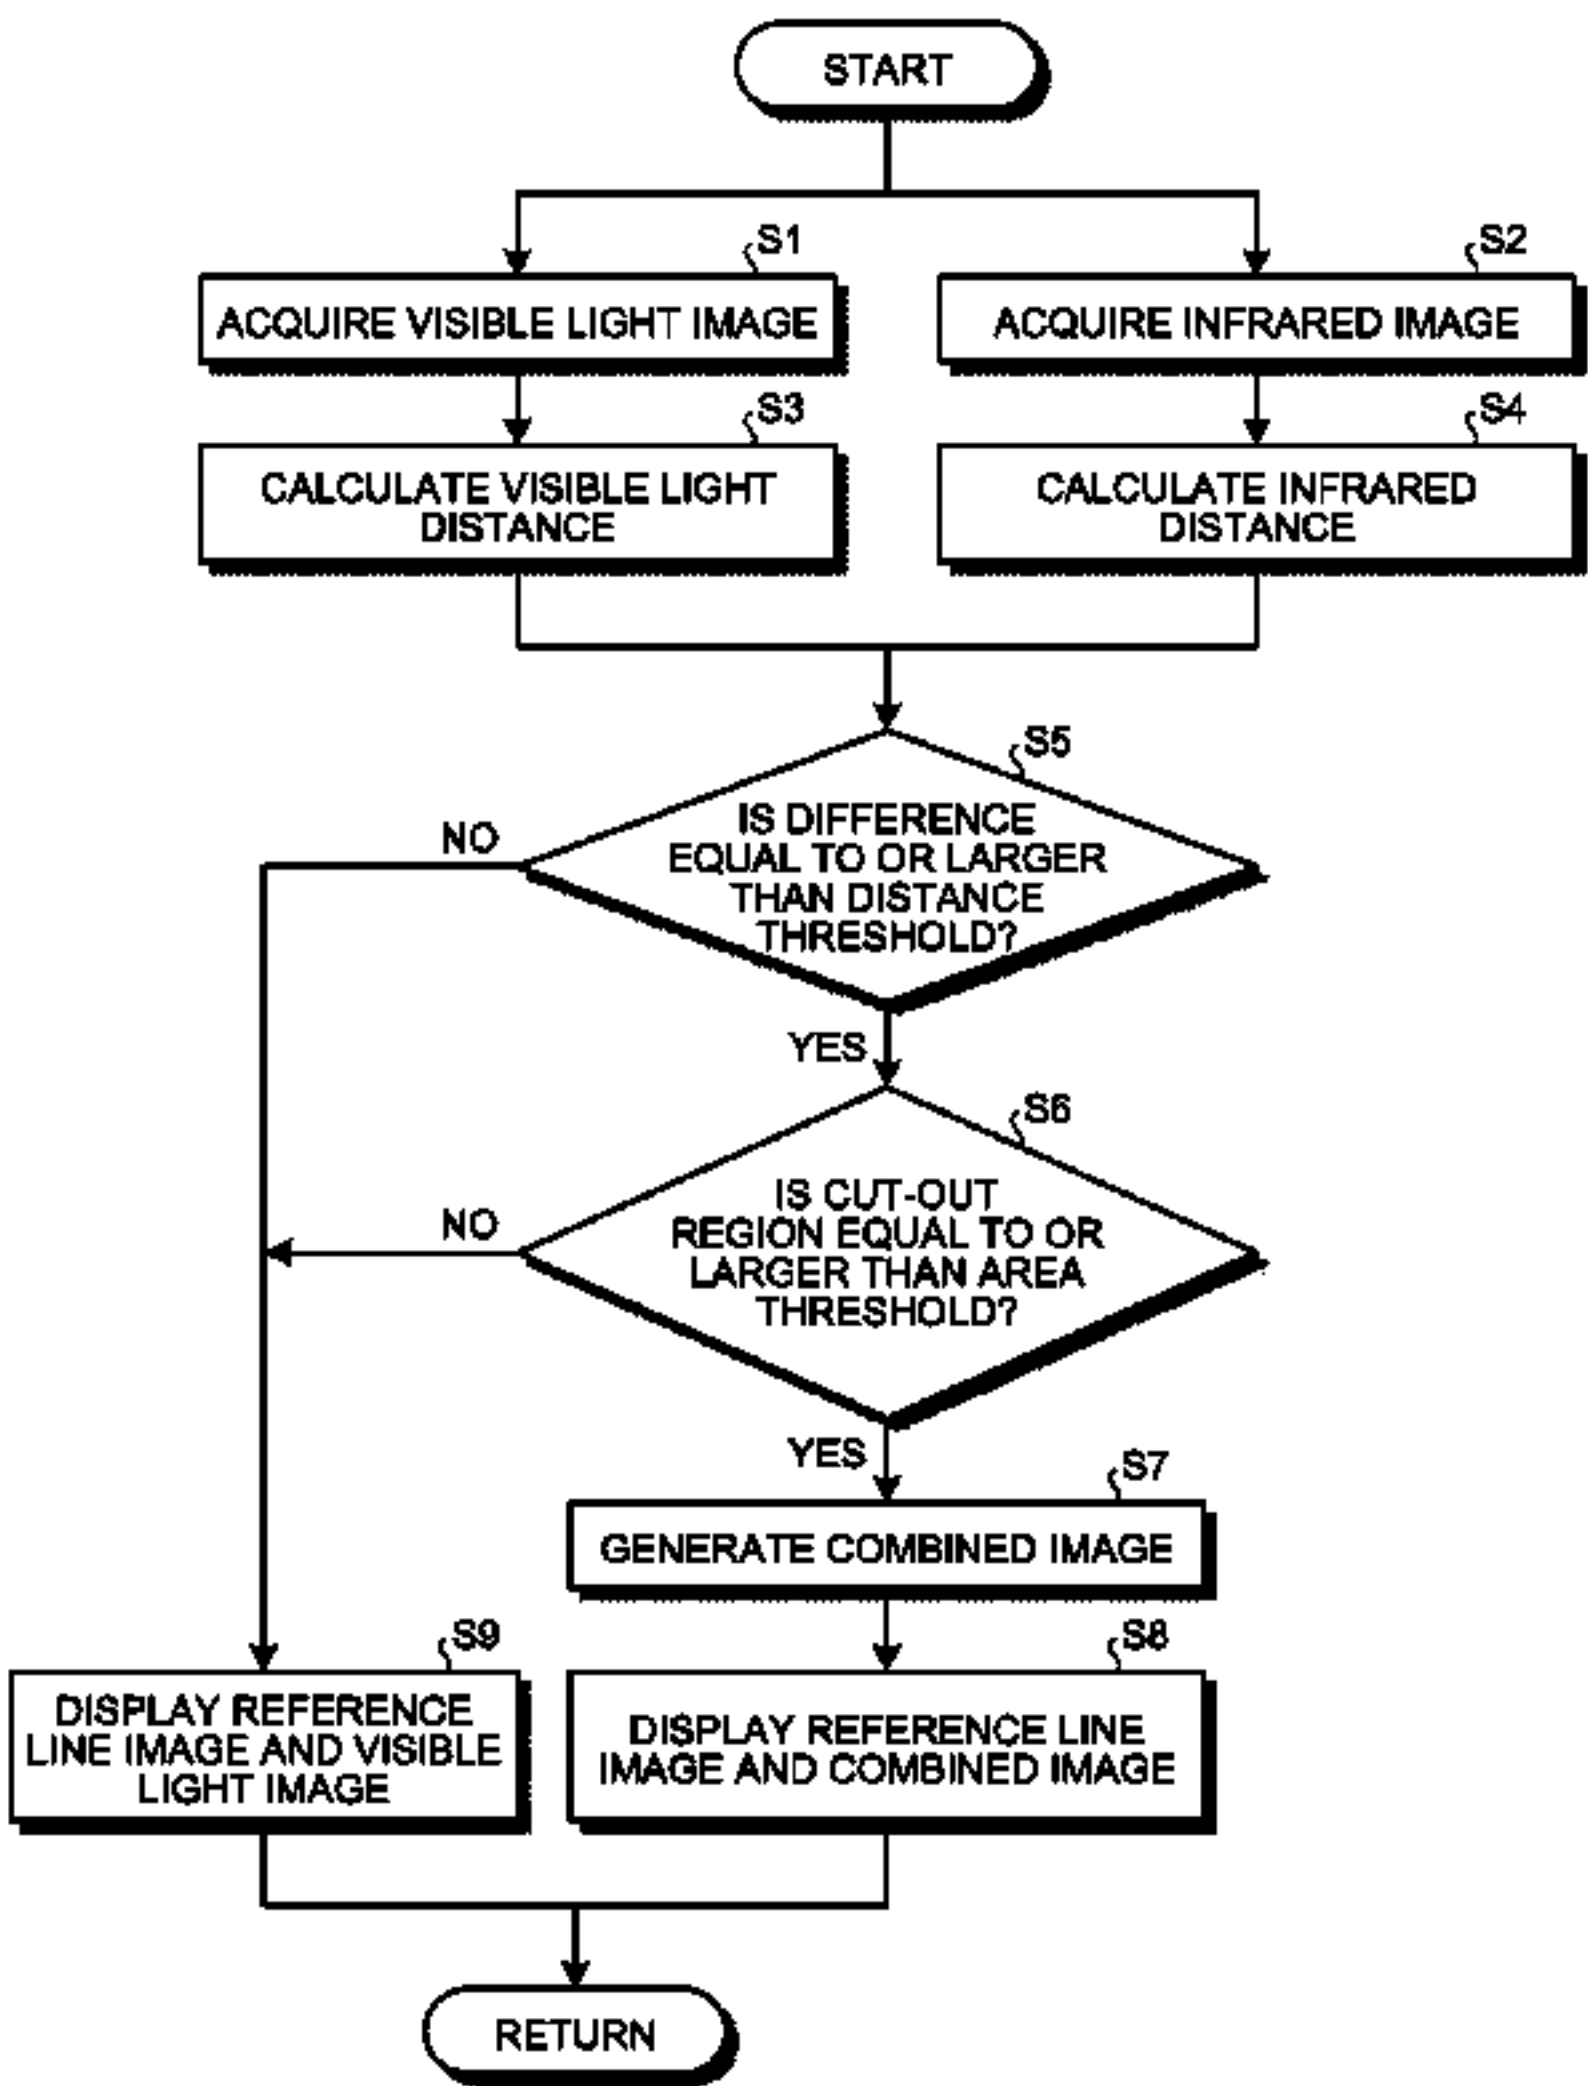 START
S1
S2
ACQUIRE VISIBLE LIGHT IMAGE
ACQUIRE INFRARED IMAGE
S3
S4
CALCULATE VISIBLE LIGHT
DISTANCE
CALCULATE INFRARED
DISTANCE
S5
NO
IS DIFFERENCE
EQUAL TO OR LARGER
THAN DISTANCE
THRESHOLD?
YES
S6
NO
IS CUT-OUT
REGION EQUAL TO OR
LARGER THAN AREA
THRESHOLD?
YES
S7
GENERATE COMBINED IMAGE
S9
S8
DISPLAY REFERENCE
LINE IMAGE AND VISIBLE
LIGHT IMAGE
DISPLAY REFERENCE LINE
IMAGE AND COMBINED IMAGE
RETURN